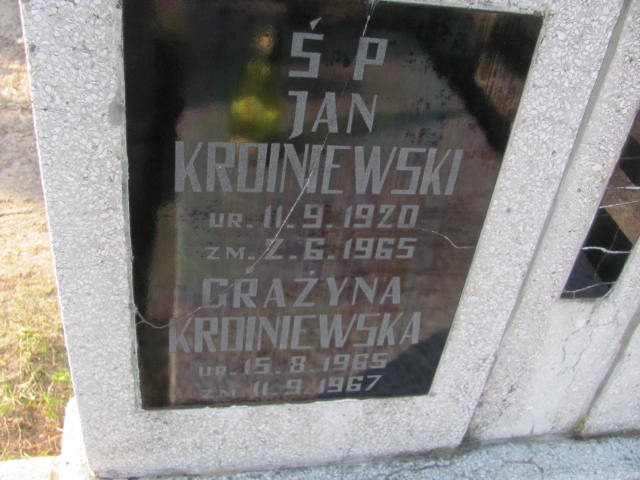 Ś P
JAN
KROINIEWSKI
UR. 11.9.1920
ZM. 2.6.1965
GRAŻYNA
KROINIEWSKA
UR. 15.8.1965
ZM. 11.9.1967